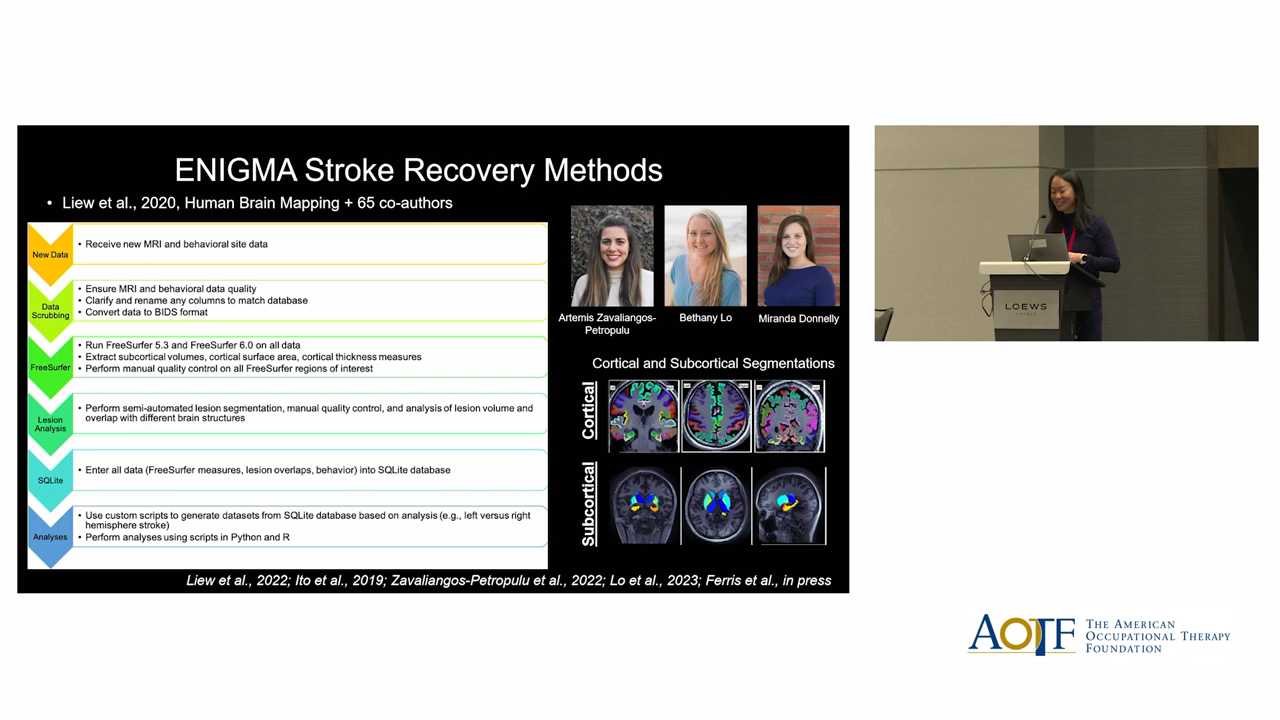 ENIGMA Stroke Recovery Methods
• Liew et al., 2020, Human Brain Mapping + 65 co-authors
New Data
• Receive new MRI and behavioral site data
Data
Scrubbing
• Ensure MRI and behavioral data quality
• Clarify and rename any columns to match database
• Convert data to BIDS format
FreeSurfer
• Run FreeSurfer 5.3 and FreeSurfer 6.0 on all data
• Extract subcortical volumes, cortical surface area, cortical thickness measures
• Perform manual quality control on all FreeSurfer regions of interest
Lesion
Analysis
• Perform semi-automated lesion segmentation, manual quality control, and analysis of lesion volume and
overlap with different brain structures
SQLite
• Enter all data (FreeSurfer measures, lesion overlaps, behavior) into SQLite database
Analyses
• Use custom scripts to generate datasets from SQLite database based on analysis (e.g., left versus right
hemisphere stroke)
• Perform analyses using scripts in Python and R
Artemis Zavaliangos-
Petropulu
Bethany Lo
Miranda Donnelly
Cortical and Subcortical Segmentations
Cortical
Subcortical
Liew et al., 2022; Ito et al., 2019; Zavaliangos-Petropulu et al., 2022; Lo et al., 2023; Ferris et al., in press
LOEWS
HOTELS
AOTF
THE AMERICAN
OCCUPATIONAL THERAPY
FOUNDATION